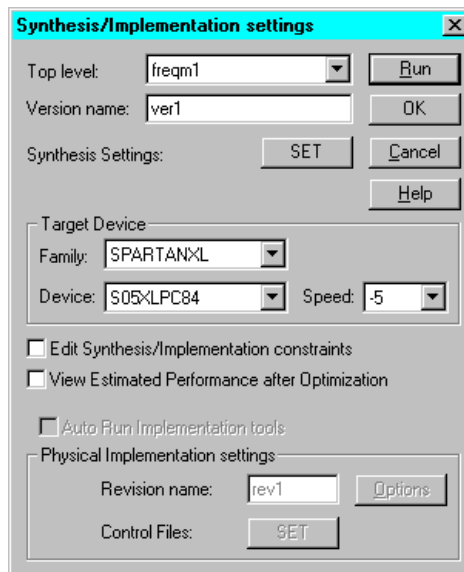 Synthesis/Implementation settings
Top level: freqm1 Run
Version name: ver1 OK
Synthesis Settings: SET Cancel
Help
Target Device
Family: SPARTANXL
Device: S05XLPC84 Speed: -5
Edit Synthesis/Implementation constraints
View Estimated Performance after Optimization
Auto Run Implementation tools
Physical Implementation settings
Revision name: rev1 Options
Control Files: SET